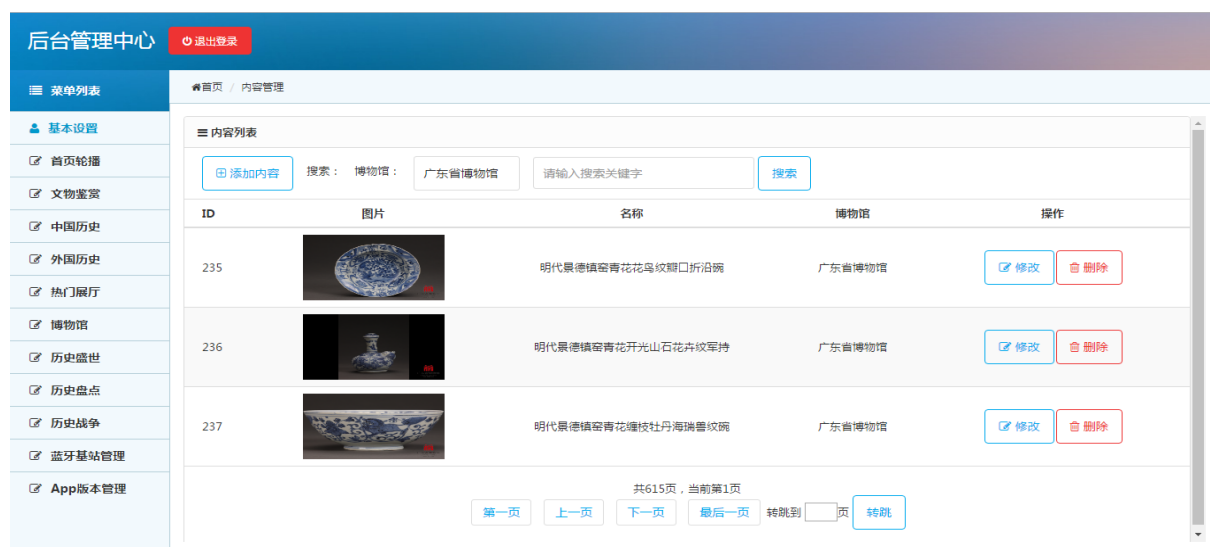 后台管理中心 退出登录
菜单列表
基本设置
首页轮播
文物鉴赏
中国历史
外国历史
热门展厅
博物馆
历史盛世
历史盘点
历史战争
蓝牙基站管理
App版本管理
首页 / 内容管理
内容列表
添加内容 搜索： 博物馆： 广东省博物馆 请输入搜索关键字 搜索
ID 图片 名称 博物馆 操作
235 明代景德镇窑青花花鸟纹瓣口折沿碗 广东省博物馆 修改 删除
236 明代景德镇窑青花开光山石花卉纹军持 广东省博物馆 修改 删除
237 明代景德镇窑青花缠枝牡丹海瑞兽纹碗 广东省博物馆 修改 删除
共615页，当前第1页
第一页 上一页 下一页 最后一页 转跳到 页 转跳